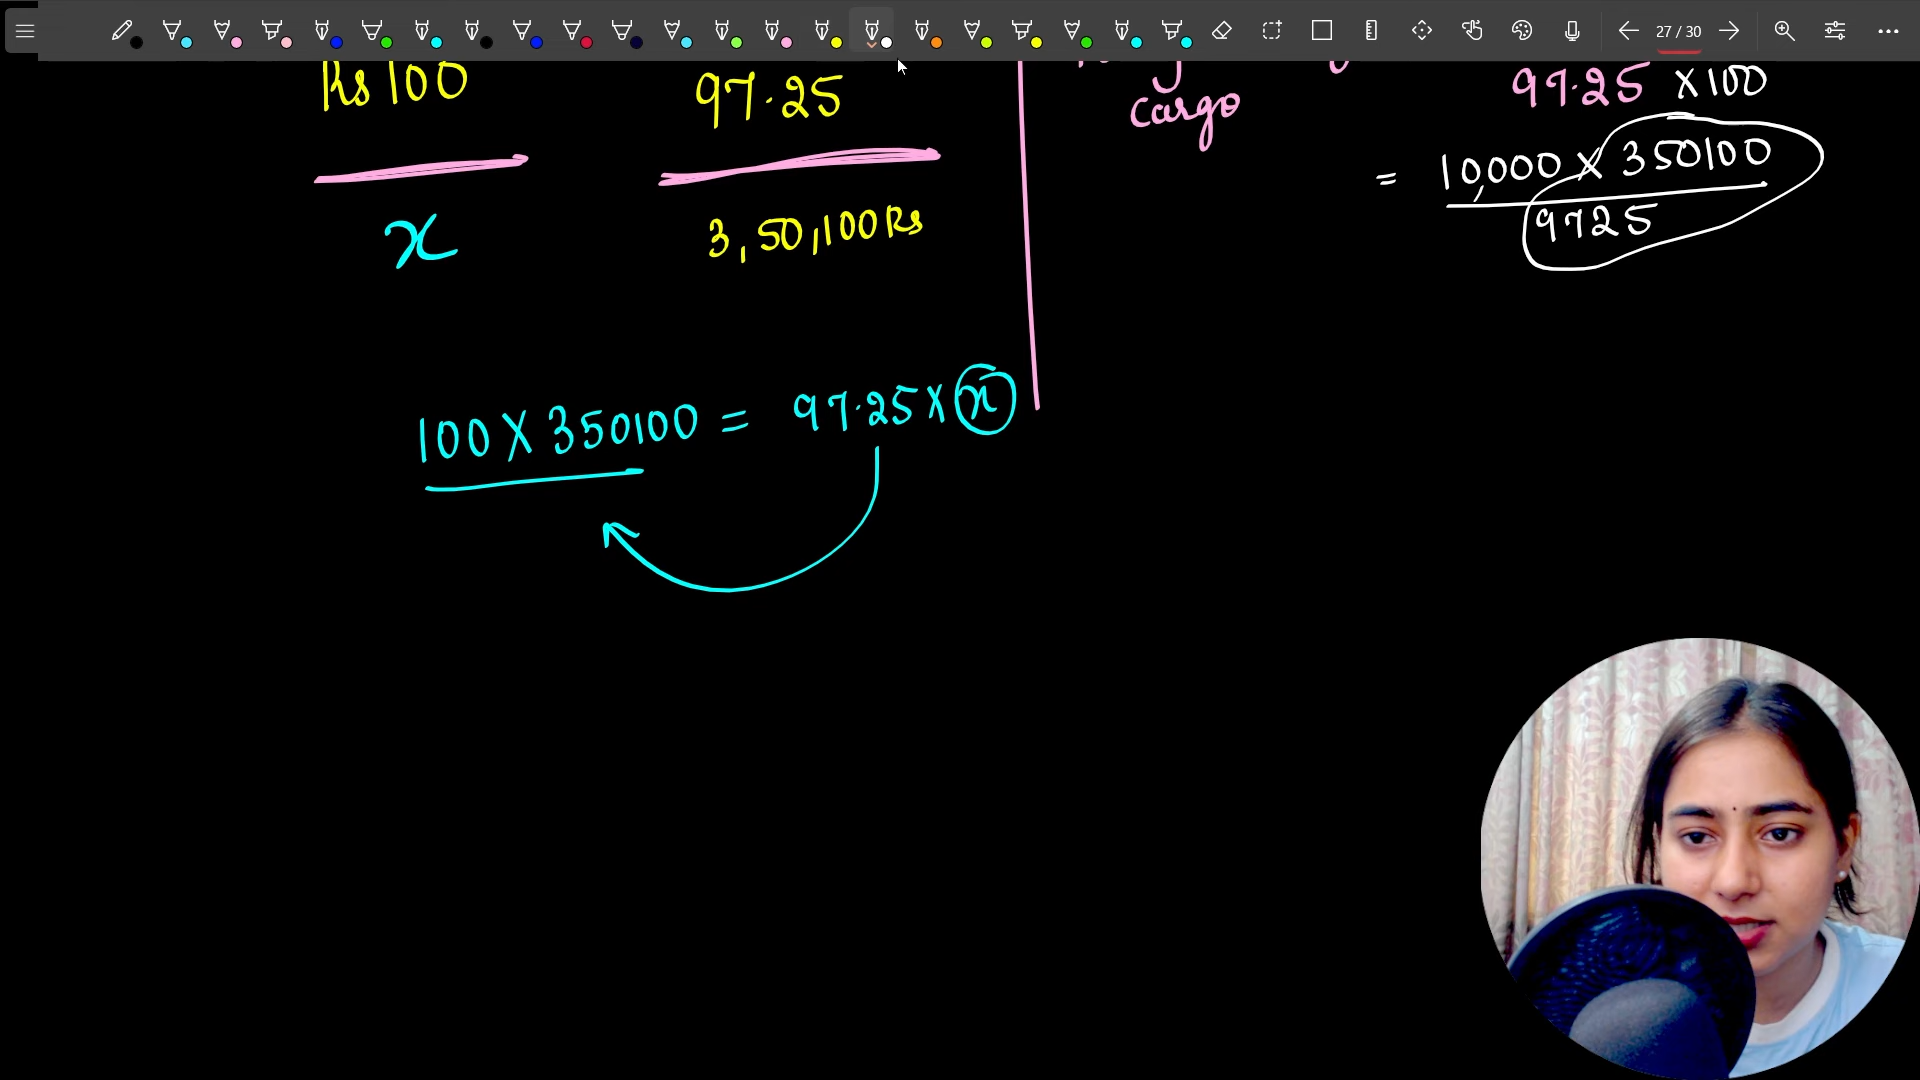 27 / 30
Rs 100 97.25
x 3,50,100 Rs
100 X 350100 = 97.25 X x
cargo
97.25 X 100
= 10,000 X 350100
9725